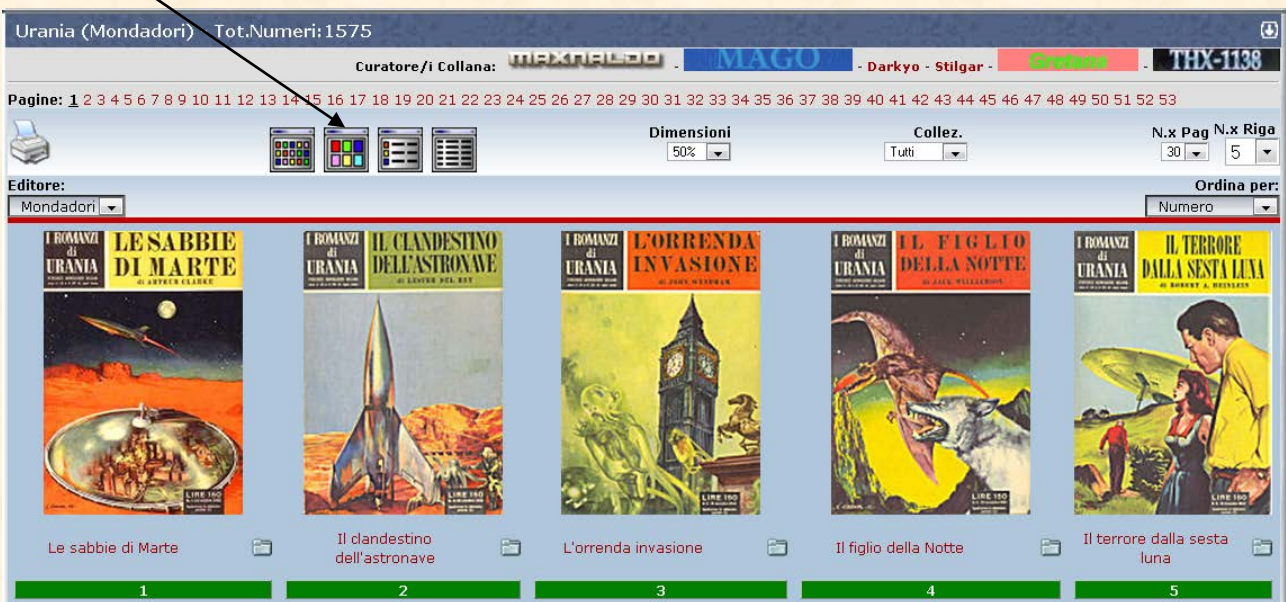 Urania (Mondadori) - Tot.Numeri:1575
Curatore/i Collana: MAXNALDO - MAGO - Darkyo - Stilgar - Gretana - THX-1138
Pagine: 1 2 3 4 5 6 7 8 9 10 11 12 13 14 15 16 17 18 19 20 21 22 23 24 25 26 27 28 29 30 31 32 33 34 35 36 37 38 39 40 41 42 43 44 45 46 47 48 49 50 51 52 53
Dimensioni Collez. N.x Pag N.x Riga
50% Tutti 30 5
Editore: Ordina per:
Mondadori Numero
I ROMANZI
di
URANIA
LE SABBIE
DI MARTE
di ARTHUR CLARKE
LIRE 150
I ROMANZI
di
URANIA
IL CLANDESTINO
DELL'ASTRONAVE
di LESTER DEL REY
LIRE 150
I ROMANZI
di
URANIA
L'ORRENDA
INVASIONE
di JOHN WYNDHAM
LIRE 150
I ROMANZI
di
URANIA
IL FIGLIO
DELLA NOTTE
di JACK WILLIAMSON
LIRE 150
I ROMANZI
di
URANIA
IL TERRORE
DALLA SESTA LUNA
di ROBERT A. HEINLEIN
LIRE 150
Le sabbie di Marte
Il clandestino
dell'astronave
L'orrenda invasione
Il figlio della Notte
Il terrore dalla sesta
luna
1 2 3 4 5